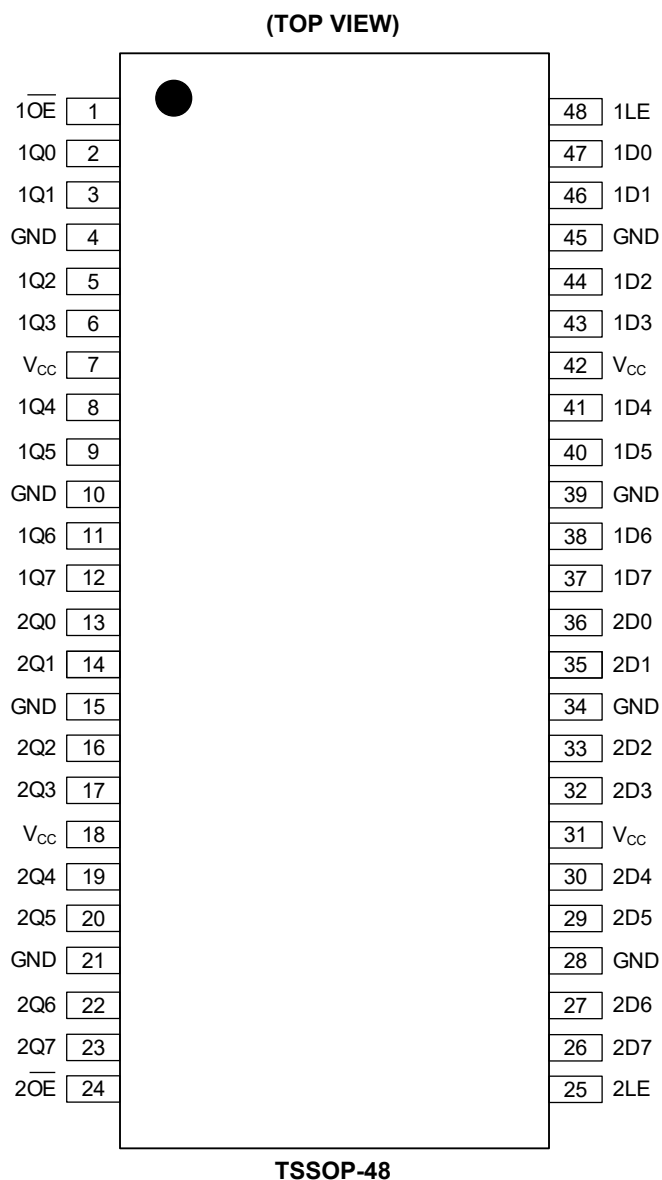 (TOP VIEW)
1O̅E̅ 1 48 1LE
1Q0 2 47 1D0
1Q1 3 46 1D1
GND 4 45 GND
1Q2 5 44 1D2
1Q3 6 43 1D3
VCC 7 42 VCC
1Q4 8 41 1D4
1Q5 9 40 1D5
GND 10 39 GND
1Q6 11 38 1D6
1Q7 12 37 1D7
2Q0 13 36 2D0
2Q1 14 35 2D1
GND 15 34 GND
2Q2 16 33 2D2
2Q3 17 32 2D3
VCC 18 31 VCC
2Q4 19 30 2D4
2Q5 20 29 2D5
GND 21 28 GND
2Q6 22 27 2D6
2Q7 23 26 2D7
2O̅E̅ 24 25 2LE
TSSOP-48